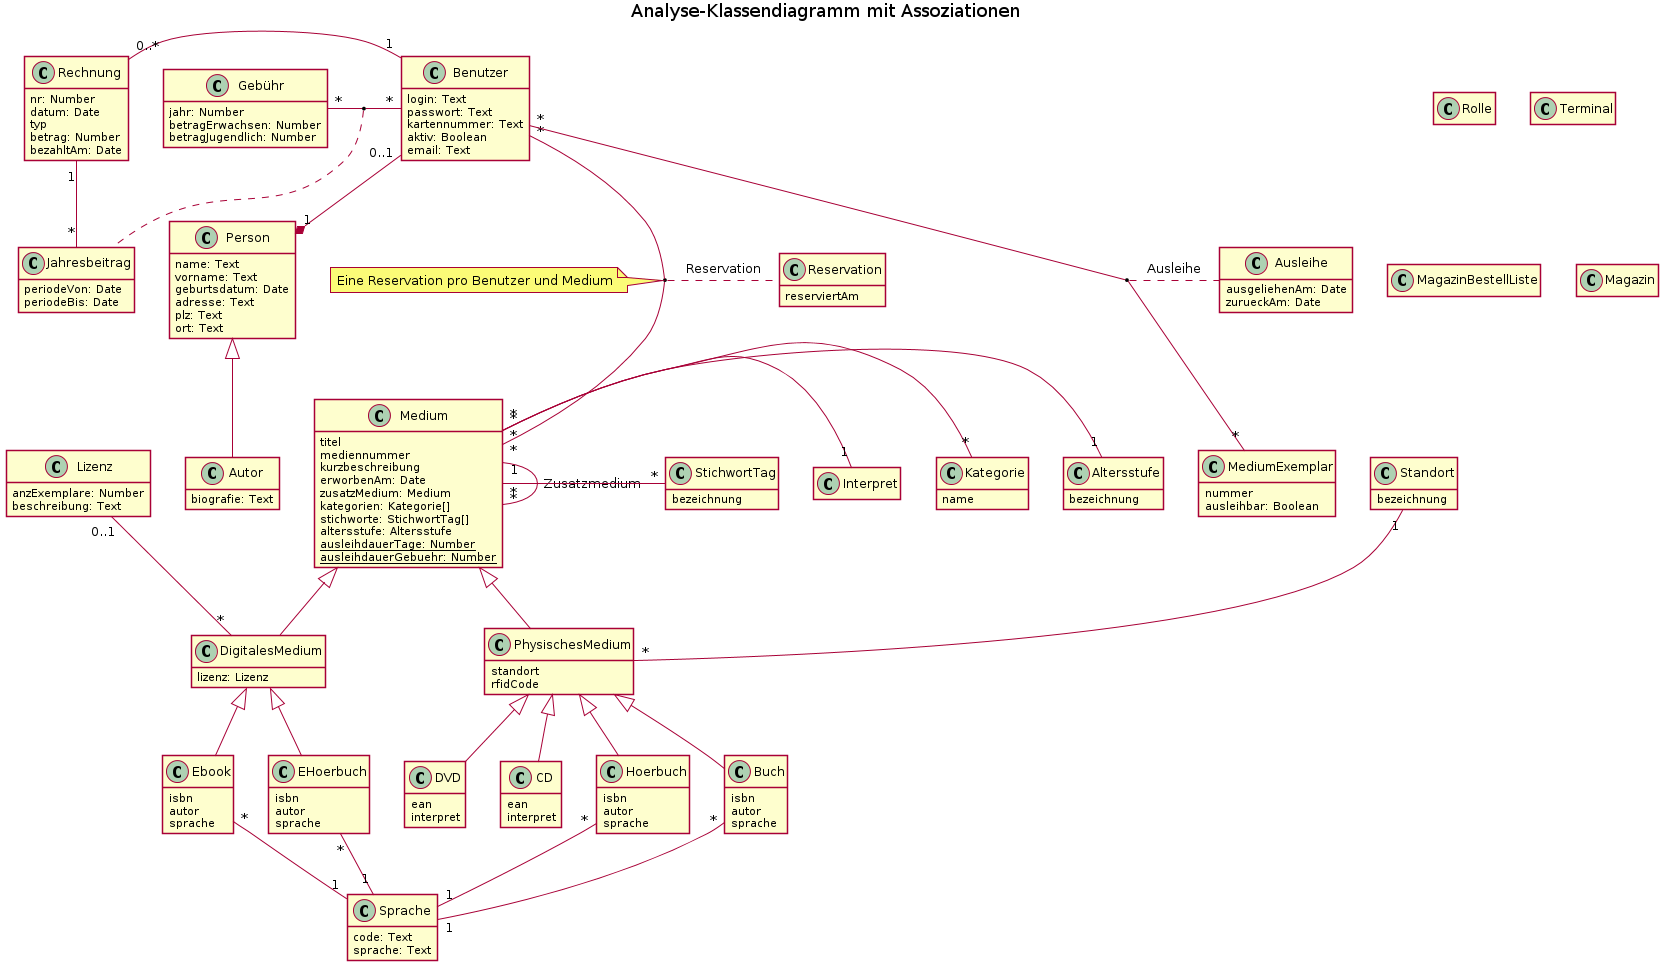 Analyse-Klassendiagramm mit Assoziationen
0..*
1
C Rechnung
nr: Number
datum: Date
typ
betrag: Number
bezahltAm: Date
C Gebühr
jahr: Number
betragErwachsen: Number
betragJugendlich: Number
*
*
C Benutzer
login: Text
passwort: Text
kartennummer: Text
aktiv: Boolean
email: Text
*
*
C Rolle
C Terminal
0..1
1
1
*
C Jahresbeitrag
periodeVon: Date
periodeBis: Date
C Person
name: Text
vorname: Text
geburtsdatum: Date
adresse: Text
plz: Text
ort: Text
Eine Reservation pro Benutzer und Medium
Reservation
C Reservation
reserviertAm
Ausleihe
C Ausleihe
ausgeliehenAm: Date
zurueckAm: Date
C MagazinBestellListe
C Magazin
C Lizenz
anzExemplare: Number
beschreibung: Text
C Autor
biografie: Text
C Medium
titel
mediennummer
kurzbeschreibung
erworbenAm: Date
zusatzMedium: Medium
kategorien: Kategorie[]
stichworte: StichwortTag[]
altersstufe: Altersstufe
ausleihdauerTage: Number
ausleihdauerGebuehr: Number
*
*
*
*
1
*
*
Zusatzmedium
*
C StichwortTag
bezeichnung
1
C Interpret
*
C Kategorie
name
1
C Altersstufe
bezeichnung
*
C MediumExemplar
nummer
ausleihbar: Boolean
C Standort
bezeichnung
1
0..1
*
C DigitalesMedium
lizenz: Lizenz
C PhysischesMedium
standort
rfidCode
*
C Ebook
isbn
autor
sprache
C EHoerbuch
isbn
autor
sprache
C DVD
ean
interpret
C CD
ean
interpret
C Hoerbuch
isbn
autor
sprache
C Buch
isbn
autor
sprache
*
*
*
*
1
1
1
1
C Sprache
code: Text
sprache: Text